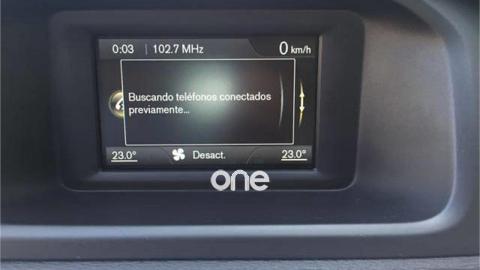 0:03 102.7 MHz 0 km/h
Buscando teléfonos conectados
previamente...
23.0° Desact. 23.0°
one